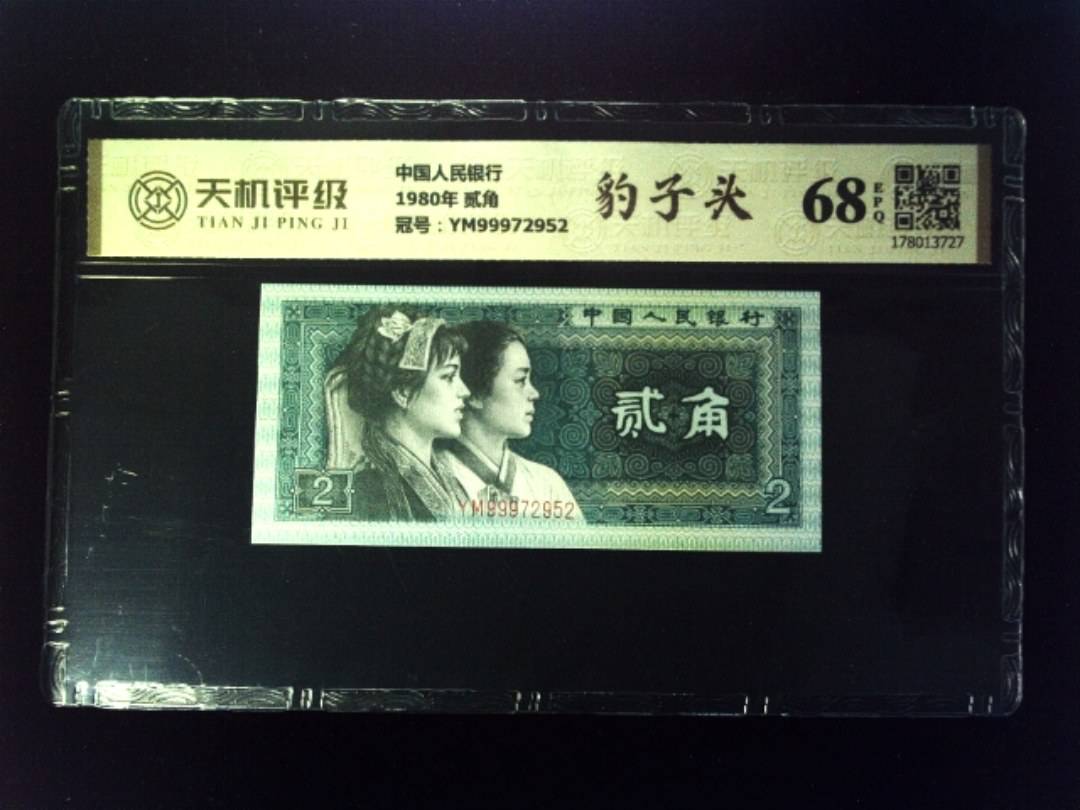 天机评级
TIAN JI PING JI
中国人民银行
1980年 贰角
冠号：YM99972952
豹子头
68
EPQ
178013727
中国人民银行
贰角
2
YM99972952
2